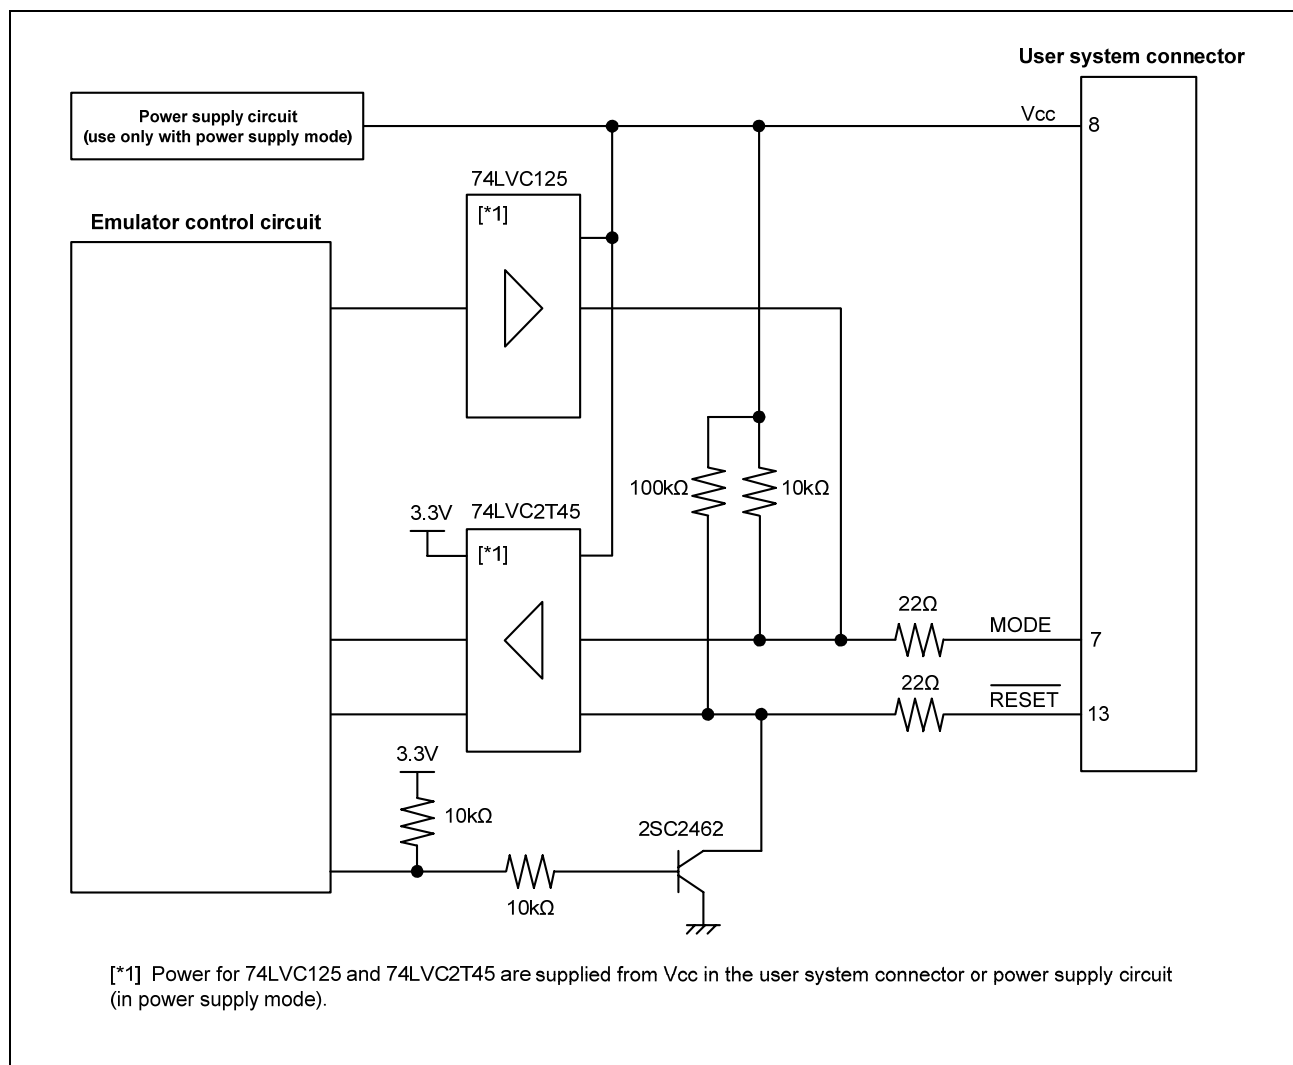 User system connector
Power supply circuit
(use only with power supply mode)
Vcc
8
74LVC125
[*1]
Emulator control circuit
100kΩ
10kΩ
3.3V
74LVC2T45
[*1]
22Ω
MODE
7
22Ω
RESET
13
3.3V
10kΩ
2SC2462
10kΩ
[*1] Power for 74LVC125 and 74LVC2T45 are supplied from Vcc in the user system connector or power supply circuit
(in power supply mode).